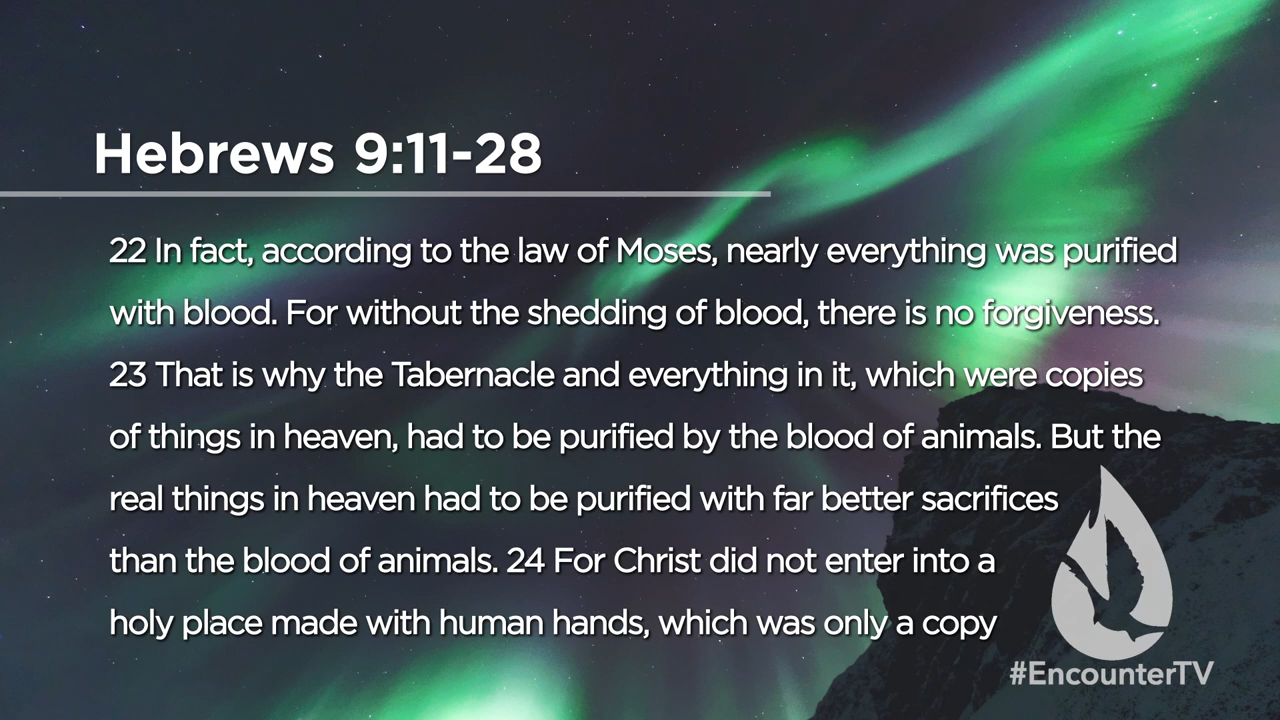 Hebrews 9:11-28
22 In fact, according to the law of Moses, nearly everything was purified
with blood. For without the shedding of blood, there is no forgiveness.
23 That is why the Tabernacle and everything in it, which were copies
of things in heaven, had to be purified by the blood of animals. But the
real things in heaven had to be purified with far better sacrifices
than the blood of animals. 24 For Christ did not enter into a
holy place made with human hands, which was only a copy
#EncounterTV